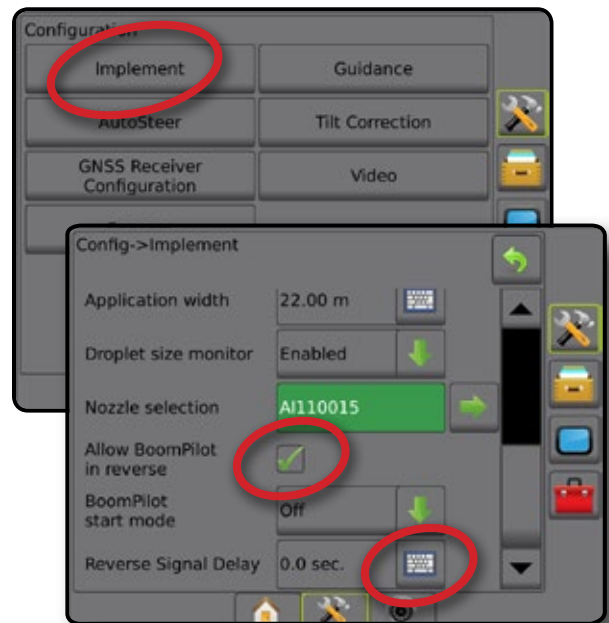 Configuration
Implement
Guidance
AutoSteer
Tilt Correction
GNSS Receiver
Configuration
Video
Config->Implement
Application width
22.00 m
Droplet size monitor
Enabled
Nozzle selection
AI110015
Allow BoomPilot
in reverse
BoomPilot
start mode
Off
Reverse Signal Delay
0.0 sec.